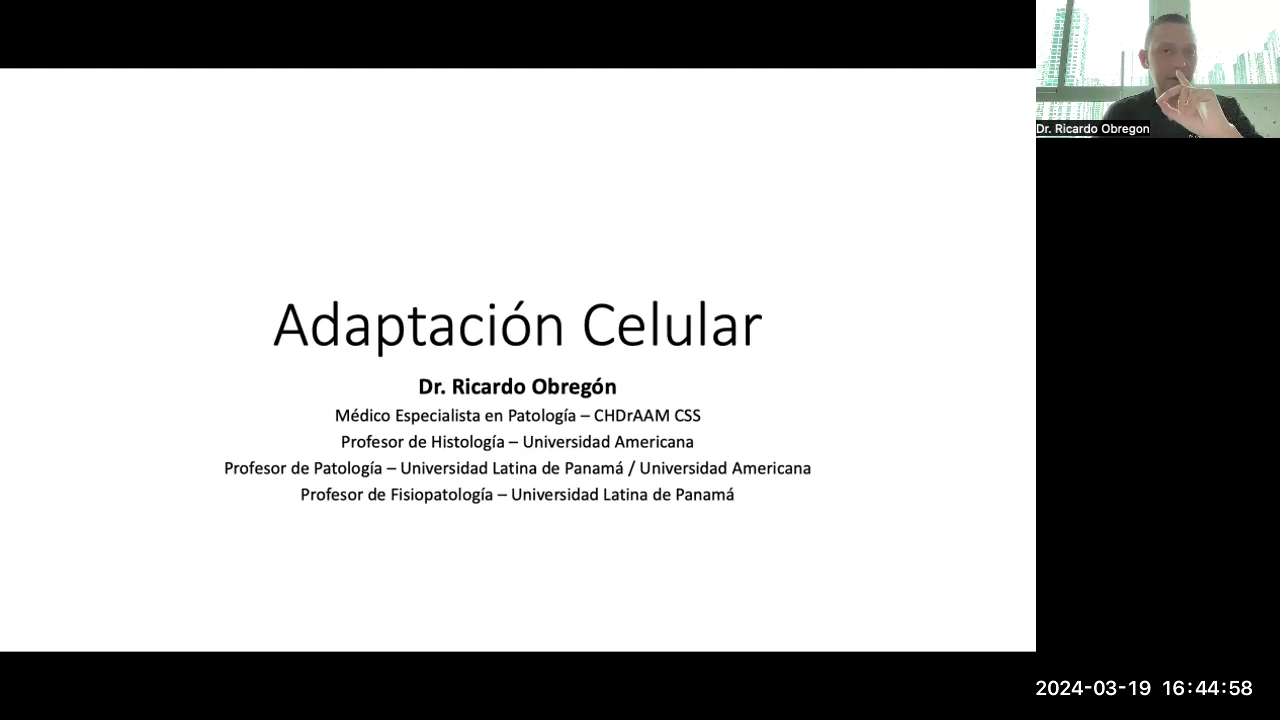 Adaptación Celular
Dr. Ricardo Obregón
Médico Especialista en Patología – CHDrAAM CSS
Profesor de Histología – Universidad Americana
Profesor de Patología – Universidad Latina de Panamá / Universidad Americana
Profesor de Fisiopatología – Universidad Latina de Panamá
Dr. Ricardo Obregon
2024-03-19 16:44:58